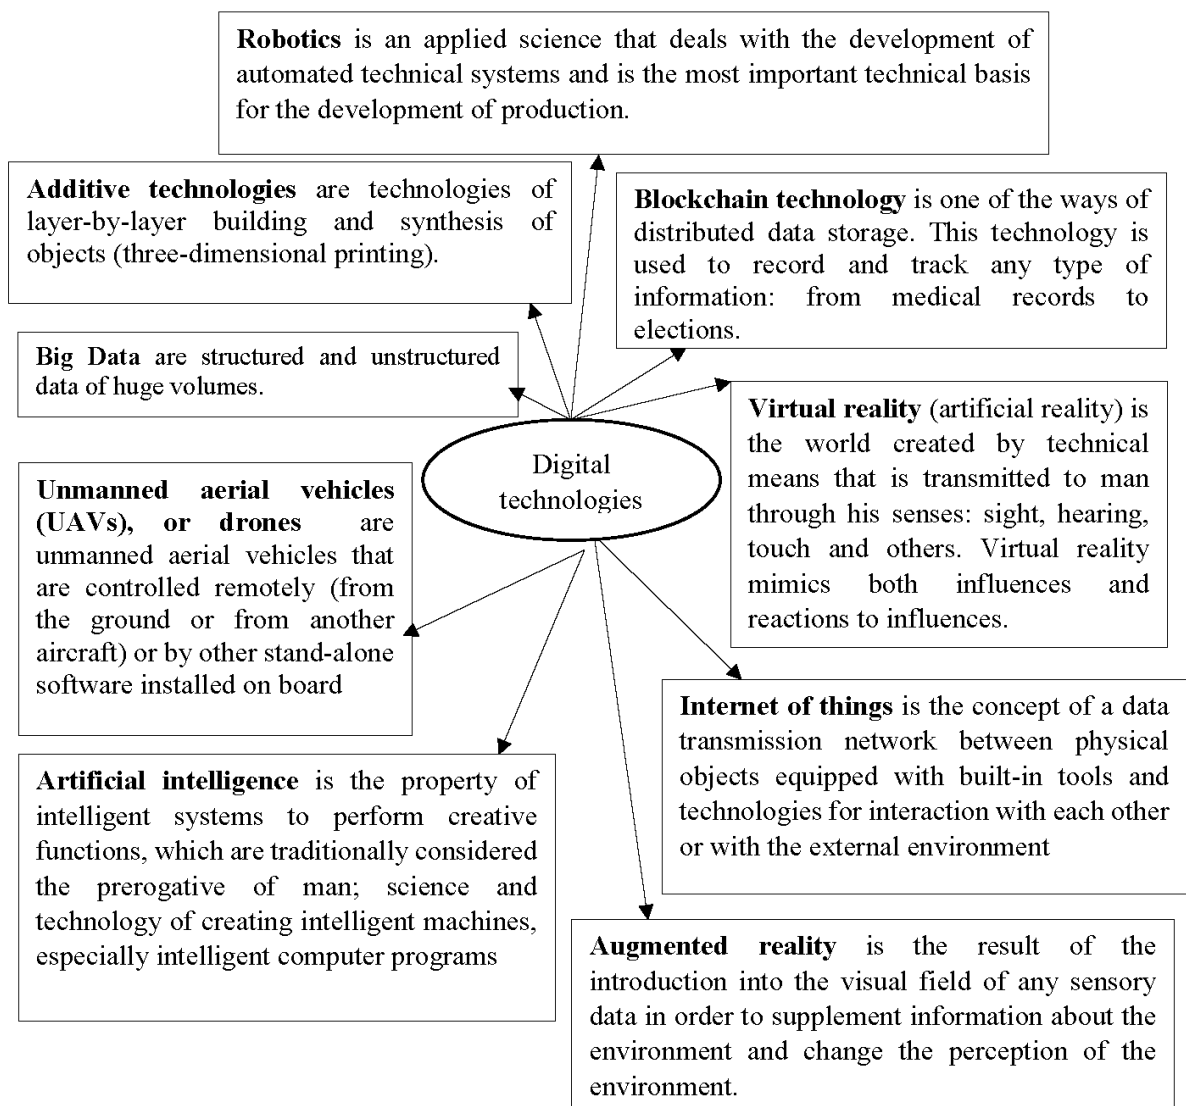 Robotics is an applied science that deals with the development of
automated technical systems and is the most important technical basis
for the development of production.
Additive technologies are technologies of
layer-by-layer building and synthesis of
objects (three-dimensional printing).
Blockchain technology is one of the ways of
distributed data storage. This technology is
used to record and track any type of
information: from medical records to
elections.
Big Data are structured and unstructured
data of huge volumes.
Virtual reality (artificial reality) is
the world created by technical
means that is transmitted to man
through his senses: sight, hearing,
touch and others. Virtual reality
mimics both influences and
reactions to influences.
Digital
technologies
Unmanned aerial vehicles
(UAVs), or drones are
unmanned aerial vehicles that
are controlled remotely (from
the ground or from another
aircraft) or by other stand-alone
software installed on board
Internet of things is the concept of a data
transmission network between physical
objects equipped with built-in tools and
technologies for interaction with each other
or with the external environment
Artificial intelligence is the property of
intelligent systems to perform creative
functions, which are traditionally considered
the prerogative of man; science and
technology of creating intelligent machines,
especially intelligent computer programs
Augmented reality is the result of the
introduction into the visual field of any sensory
data in order to supplement information about the
environment and change the perception of the
environment.